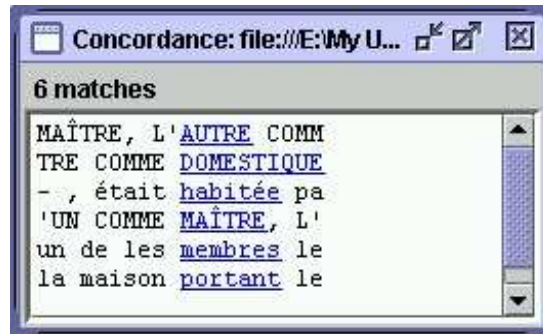 Concordance: file:///E:\My U...
6 matches
MAÎTRE, L'AUTRE COMM
TRE COMME DOMESTIQUE
- , était habitée pa
'UN COMME MAÎTRE, L'
un de les membres le
la maison portant le